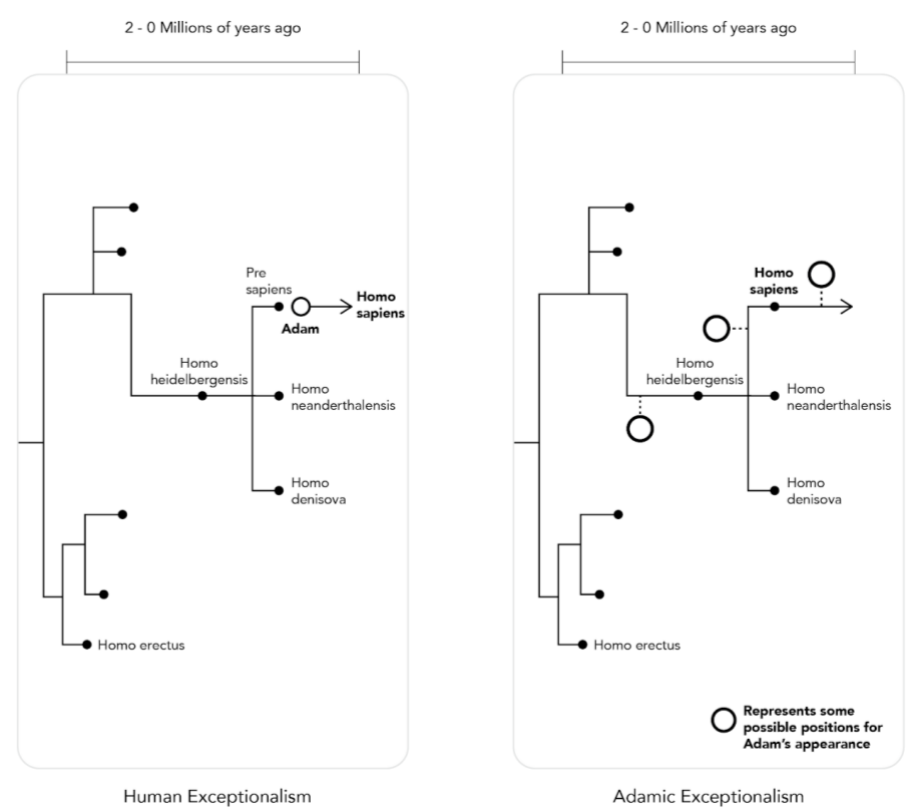 2 - 0 Millions of years ago
Pre
sapiens
Homo
sapiens
Adam
Homo
heidelbergensis
Homo
neanderthalensis
Homo
denisova
Homo erectus
Human Exceptionalism
2 - 0 Millions of years ago
Homo
sapiens
Homo
heidelbergensis
Homo
neanderthalensis
Homo
denisova
Homo erectus
Represents some
possible positions for
Adam's appearance
Adamic Exceptionalism